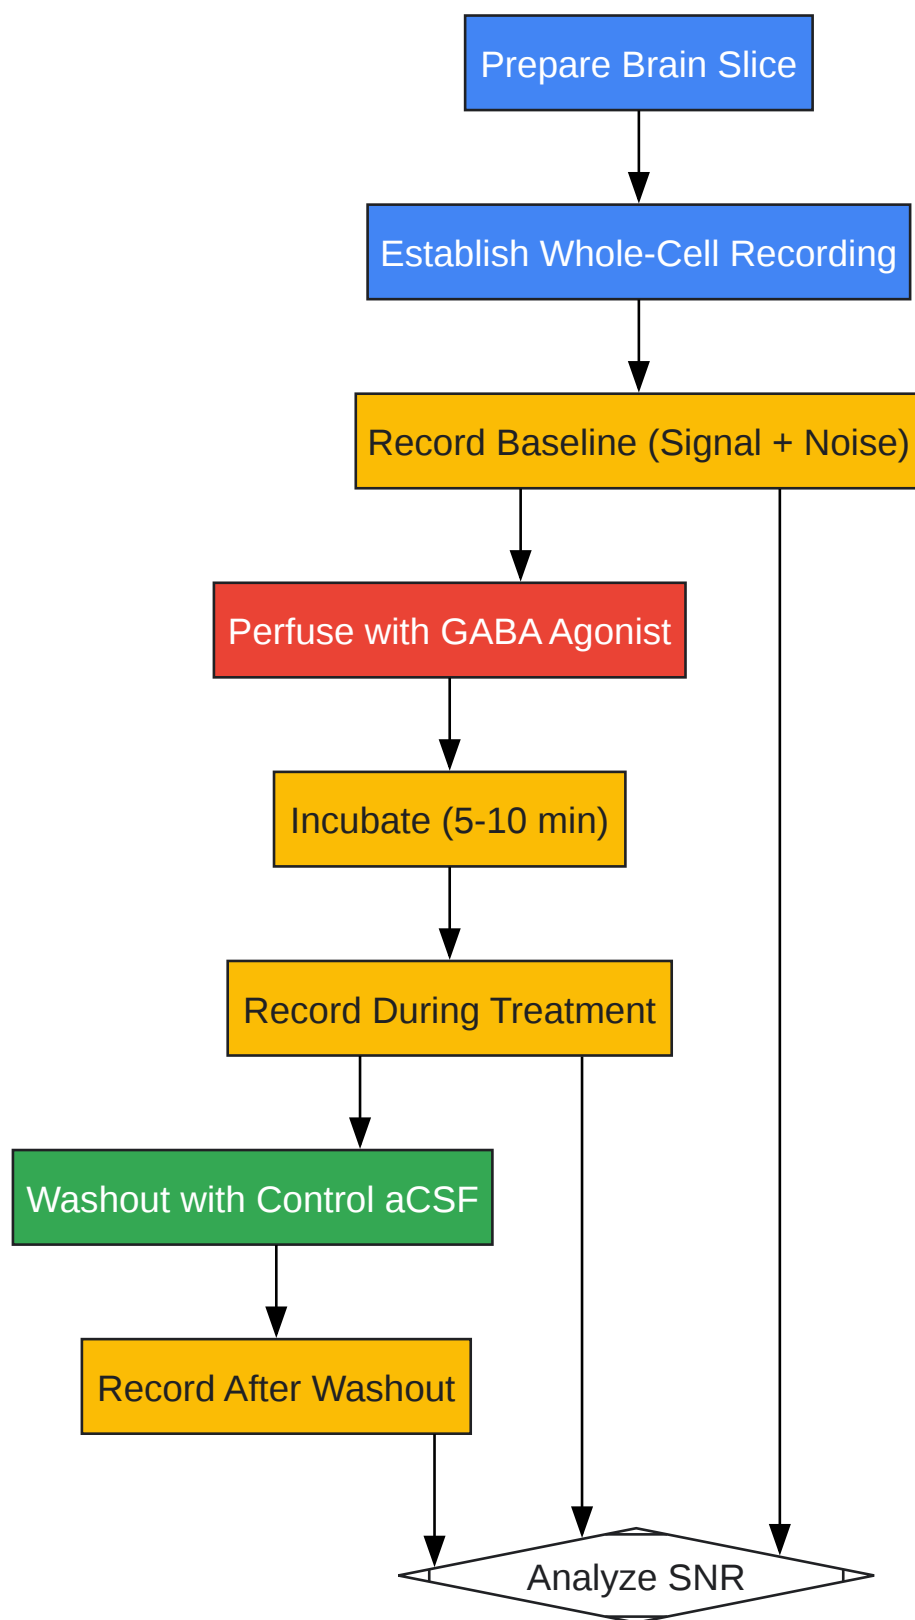 Prepare Brain Slice
Establish Whole-Cell Recording
Record Baseline (Signal + Noise)
Perfuse with GABA Agonist
Incubate (5-10 min)
Record During Treatment
Washout with Control aCSF
Record After Washout
Analyze SNR